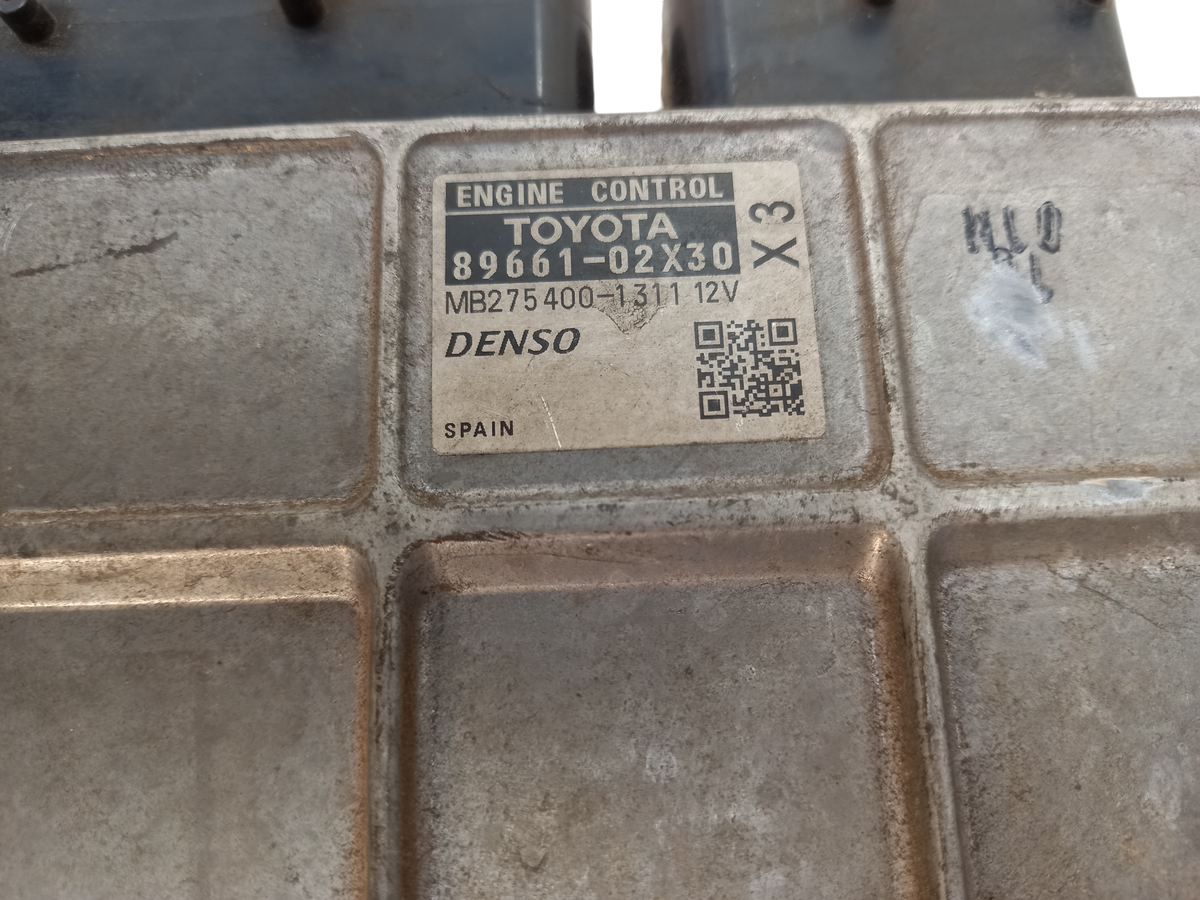 ENGINE CONTROL
TOYOTA
89661-02X30
X3
MB275400-1311 12V
DENSO
SPAIN